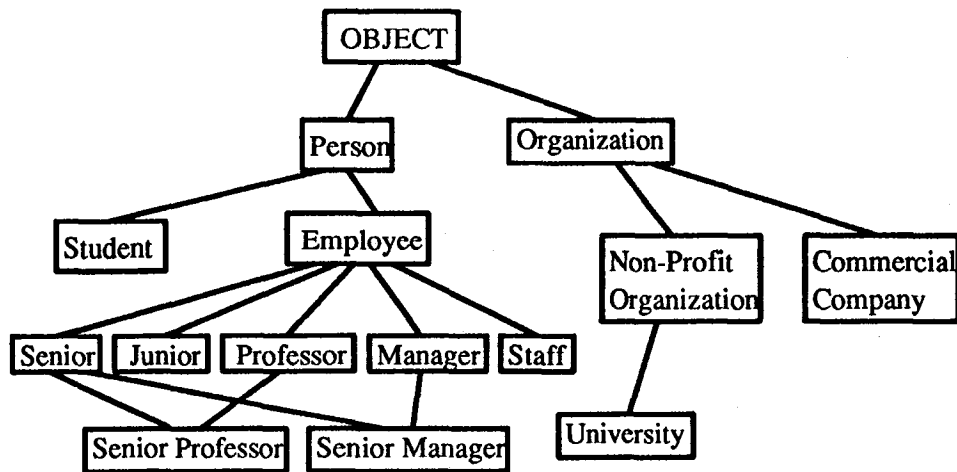 OBJECT
Person
Organization
Student
Employee
Non-Profit
Organization
Commercial
Company
Senior
Junior
Professor
Manager
Staff
Senior Professor
Senior Manager
University